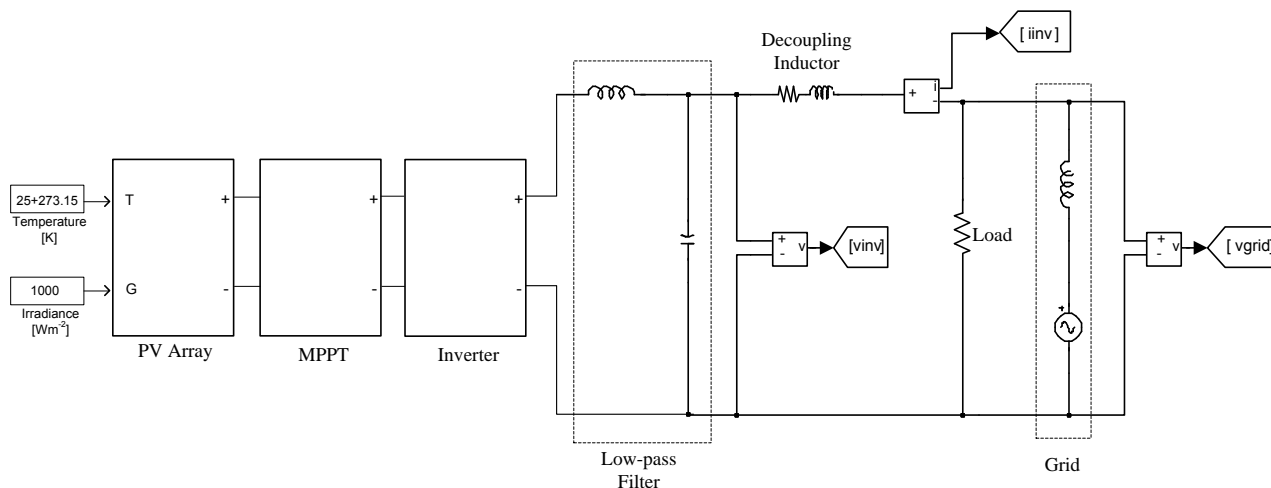 [ iinv ]
Decoupling
Inductor
i
+
-
25+273.15
Temperature
[K]
T
+
+
+
1000
Irradiance
[Wm-2]
G
-
-
-
PV Array
MPPT
Inverter
+
-
v
[vinv]
Load
+
+
-
v
[ vgrid]
Low-pass
Filter
Grid